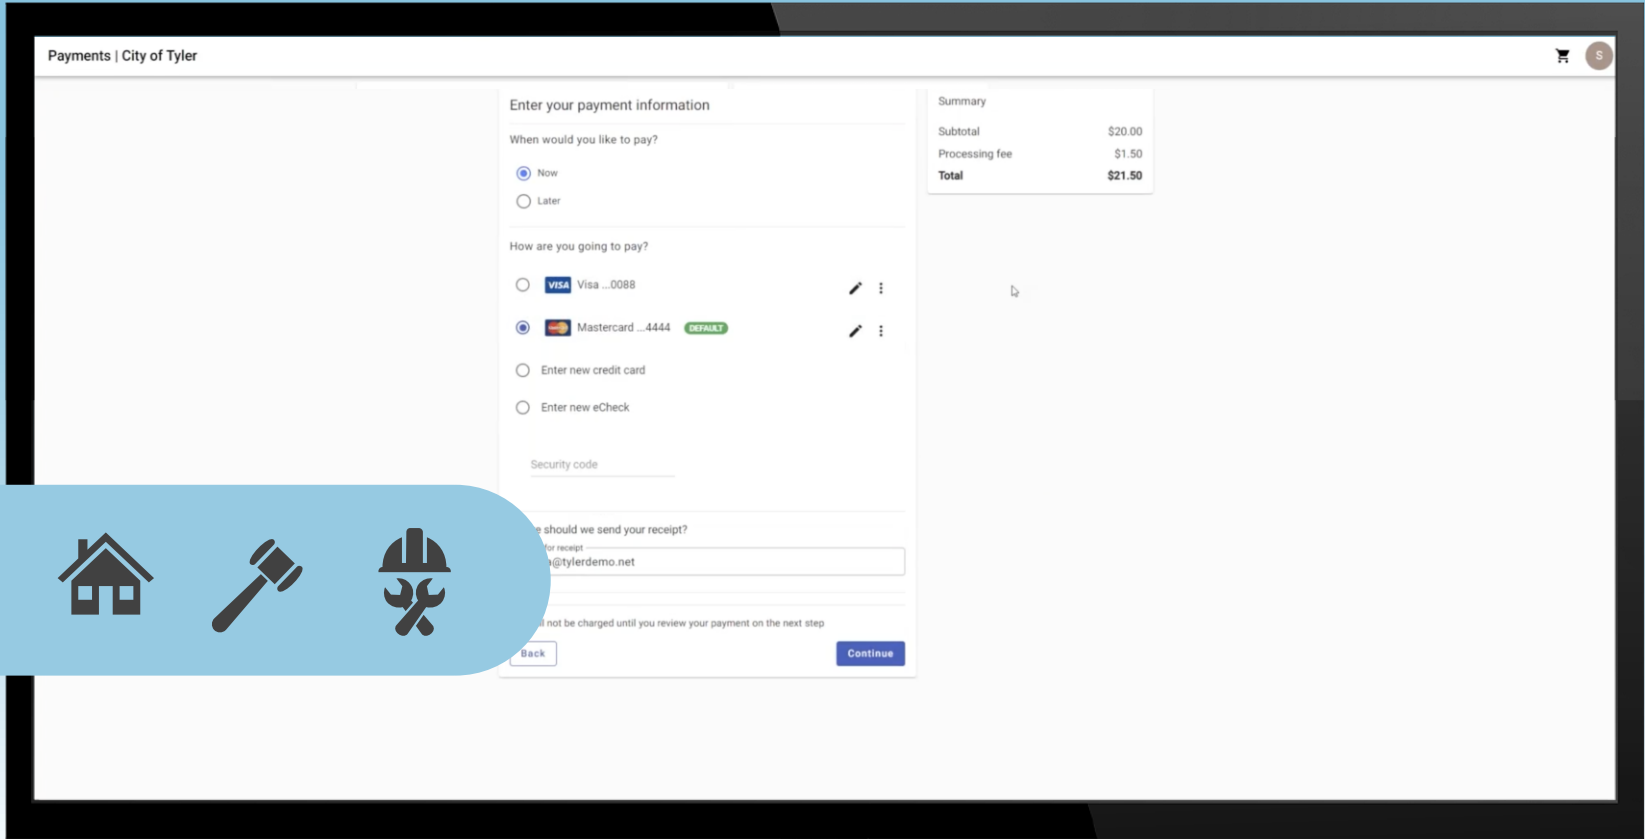 Payments | City of Tyler
S
Enter your payment information
When would you like to pay?
Now
Later
How are you going to pay?
VISA Visa ...0088
Mastercard ...4444 DEFAULT
Enter new credit card
Enter new eCheck
Security code
should we send your receipt?
for receipt
@tylerdemo.net
not be charged until you review your payment on the next step
Back
Continue
Summary
Subtotal $20.00
Processing fee $1.50
Total $21.50